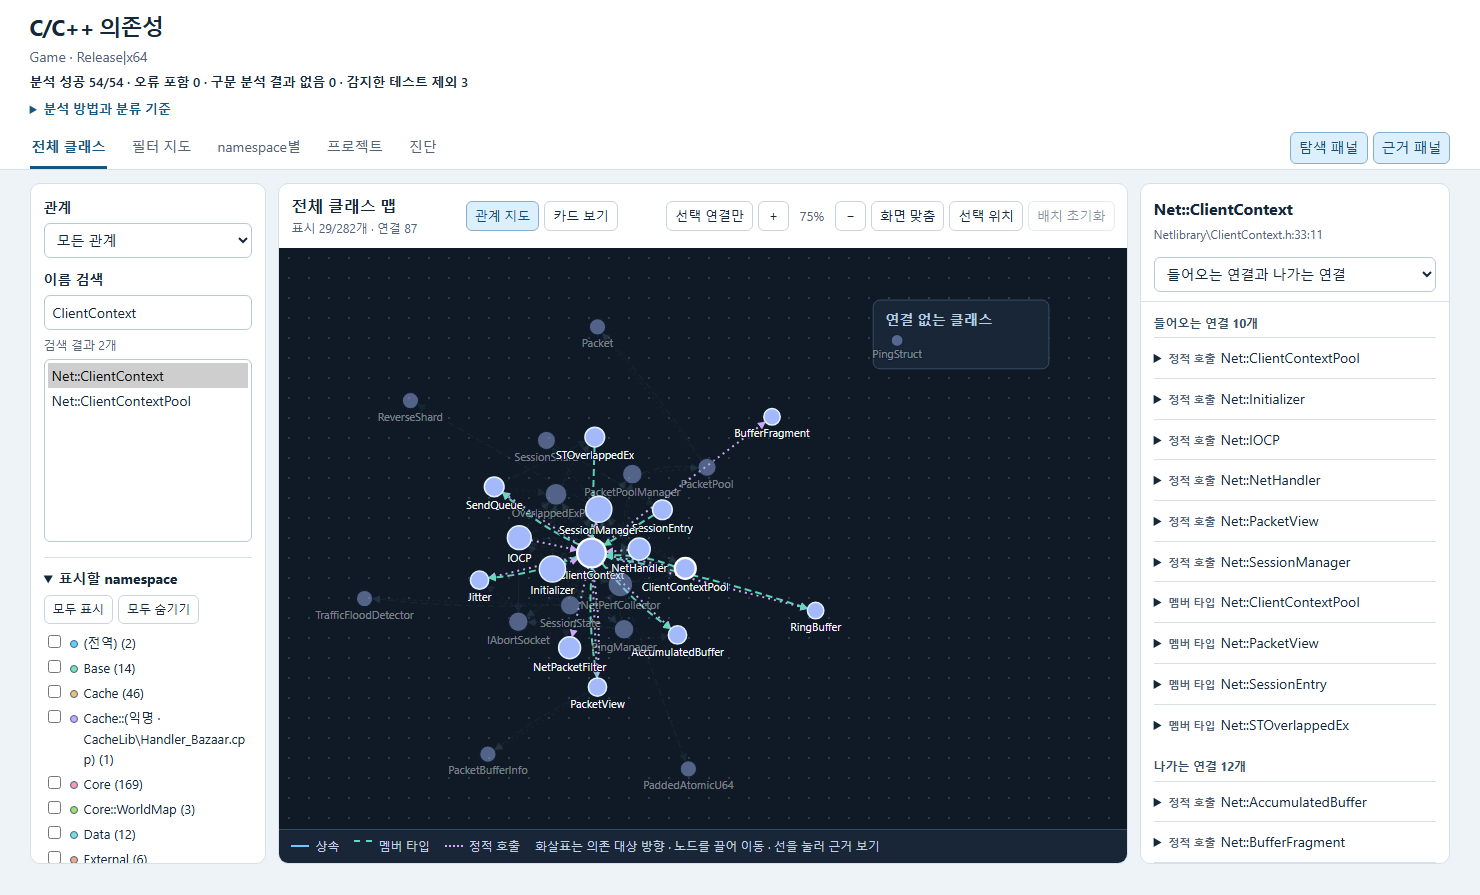 C/C++ 의존성
Game · Release|x64
분석 성공 54/54 · 오류 포함 0 · 구문 분석 결과 없음 0 · 감지한 테스트 제외 3
▶ 분석 방법과 분류 기준
전체 클래스
필터 지도
namespace별
프로젝트
진단
탐색 패널
근거 패널
관계
모든 관계
이름 검색
ClientContext
검색 결과 2개
Net::ClientContext
Net::ClientContextPool
▼ 표시할 namespace
모두 표시
모두 숨기기
(전역) (2)
Base (14)
Cache (46)
Cache::(익명 ·
CacheLib\Handler_Bazaar.cp
p) (1)
Core (169)
Core::WorldMap (3)
Data (12)
External (6)
전체 클래스 맵
표시 29/282개 · 연결 87
관계 지도
카드 보기
선택 연결만
+
75%
−
화면 맞춤
선택 위치
배치 초기화
연결 없는 클래스
PingStruct
Packet
ReverseShard
BufferFragment
STOverlappedEx
PacketPoolManager
PacketPool
SendQueue
SessionManager
SessionEntry
IOCP
NetHandler
ClientContext
ClientContextPool
Initializer
Jitter
NetPerfCollector
TrafficFloodDetector
RingBuffer
SessionState
IAbortSocket
PingManager
AccumulatedBuffer
NetPacketFilter
PacketView
PacketBufferInfo
PaddedAtomicU64
상속
멤버 타입
정적 호출
화살표는 의존 대상 방향 · 노드를 끌어 이동 · 선을 눌러 근거 보기
Net::ClientContext
Netlibrary\ClientContext.h:33:11
들어오는 연결과 나가는 연결
들어오는 연결 10개
▶ 정적 호출 Net::ClientContextPool
▶ 정적 호출 Net::Initializer
▶ 정적 호출 Net::IOCP
▶ 정적 호출 Net::NetHandler
▶ 정적 호출 Net::PacketView
▶ 정적 호출 Net::SessionManager
▶ 멤버 타입 Net::ClientContextPool
▶ 멤버 타입 Net::PacketView
▶ 멤버 타입 Net::SessionEntry
▶ 멤버 타입 Net::STOverlappedEx
나가는 연결 12개
▶ 정적 호출 Net::AccumulatedBuffer
▶ 정적 호출 Net::BufferFragment